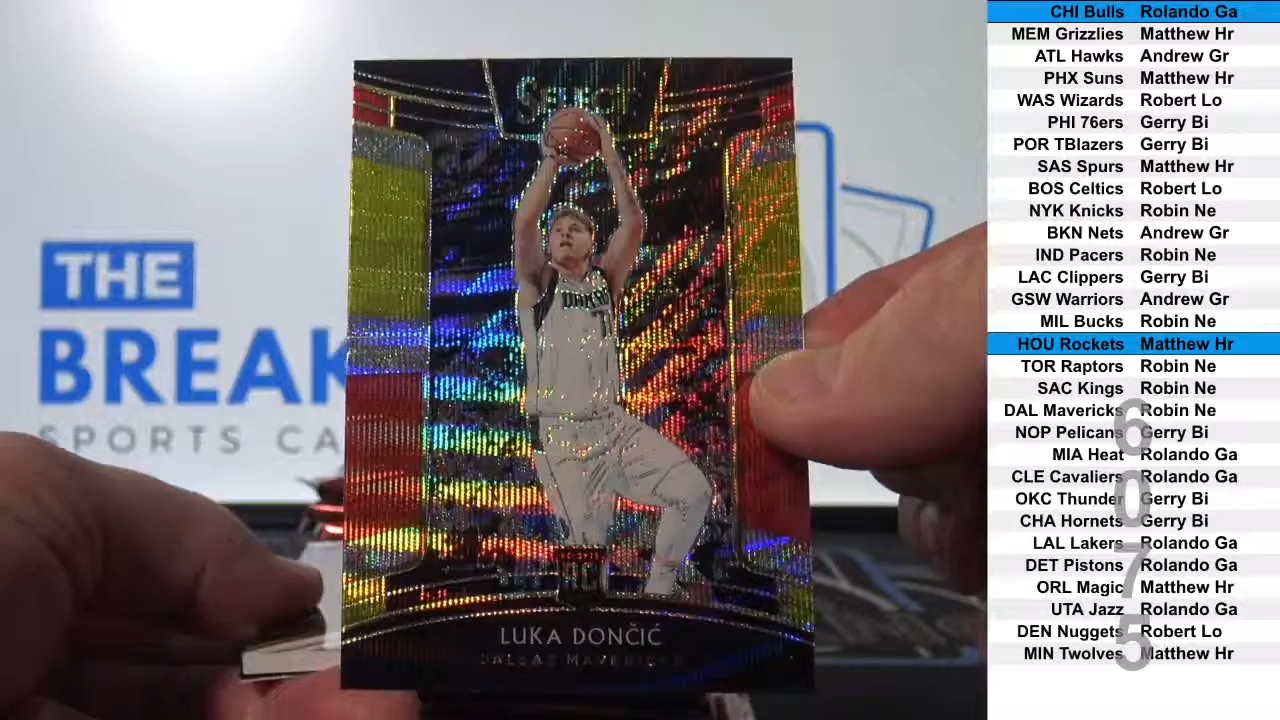 SELECT
DALLAS
RC
LUKA DONČIĆ
DALLAS MAVERICKS
THE
BREAK
SPORTS CA
CHI Bulls Rolando Ga
MEM Grizzlies Matthew Hr
ATL Hawks Andrew Gr
PHX Suns Matthew Hr
WAS Wizards Robert Lo
PHI 76ers Gerry Bi
POR TBlazers Gerry Bi
SAS Spurs Matthew Hr
BOS Celtics Robert Lo
NYK Knicks Robin Ne
BKN Nets Andrew Gr
IND Pacers Robin Ne
LAC Clippers Gerry Bi
GSW Warriors Andrew Gr
MIL Bucks Robin Ne
HOU Rockets Matthew Hr
TOR Raptors Robin Ne
SAC Kings Robin Ne
DAL Mavericks Robin Ne
NOP Pelicans Gerry Bi
MIA Heat Rolando Ga
CLE Cavaliers Rolando Ga
OKC Thunder Gerry Bi
CHA Hornets Gerry Bi
LAL Lakers Rolando Ga
DET Pistons Rolando Ga
ORL Magic Matthew Hr
UTA Jazz Rolando Ga
DEN Nuggets Robert Lo
MIN Twolves Matthew Hr
6075